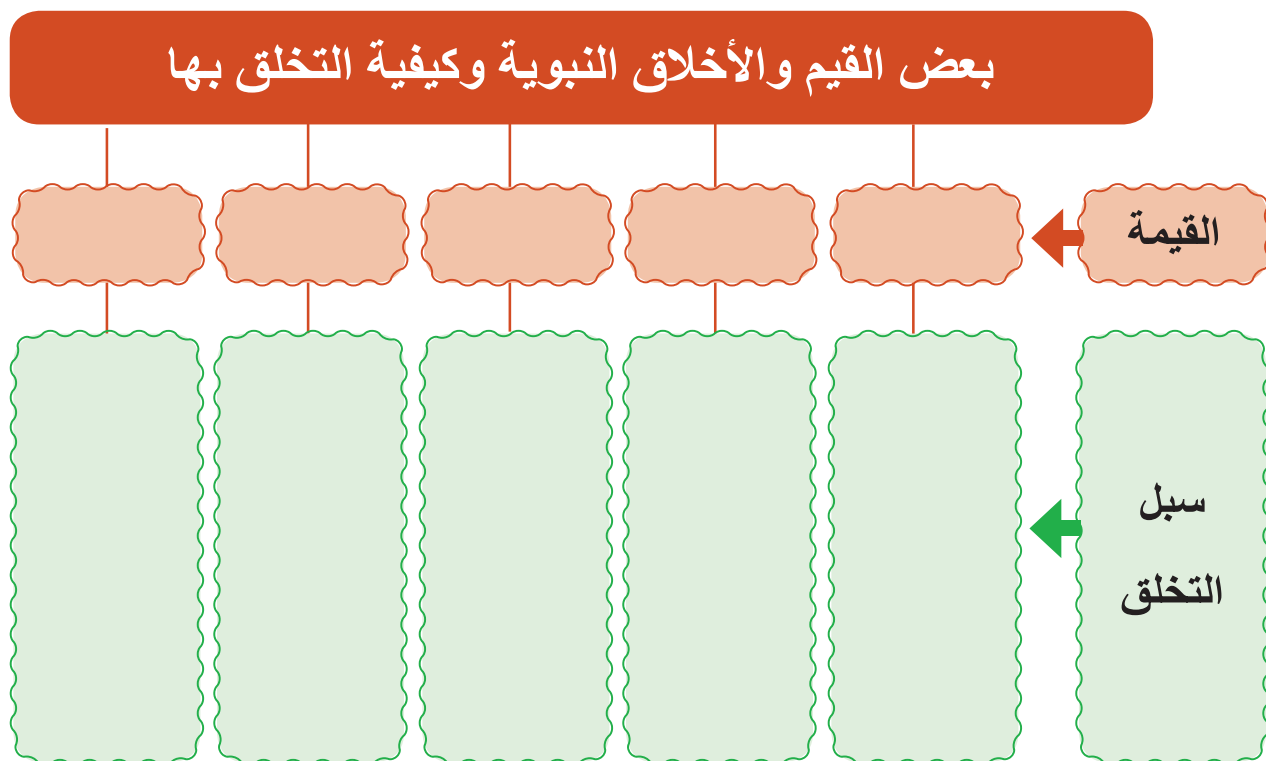 بعض القيم والأخلاق النبوية وكيفية التخلق بها
القيمة
سبل
التخلق